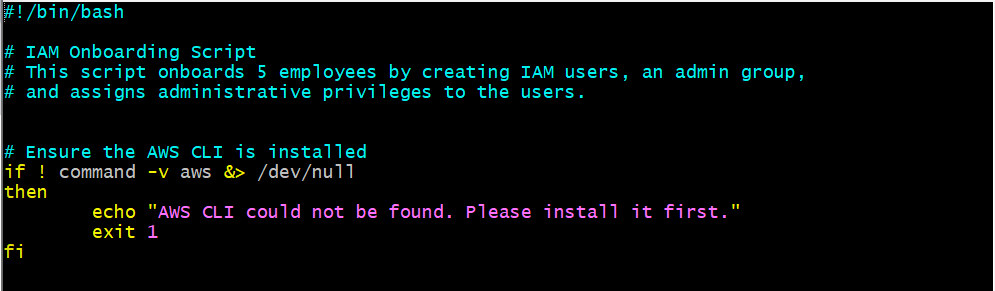 #!/bin/bash
# IAM Onboarding Script
# This script onboards 5 employees by creating IAM users, an admin group,
# and assigns administrative privileges to the users.
# Ensure the AWS CLI is installed
if ! command -v aws &> /dev/null
then
        echo "AWS CLI could not be found. Please install it first."
        exit 1
fi